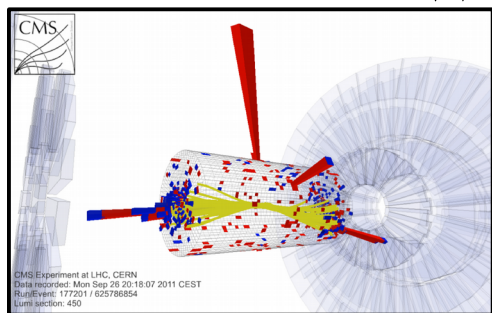 CMS
CMS Experiment at LHC, CERN
Data recorded: Mon Sep 26 20:18:07 2011 CEST
Run/Event: 177201 / 625786854
Lumi section: 450